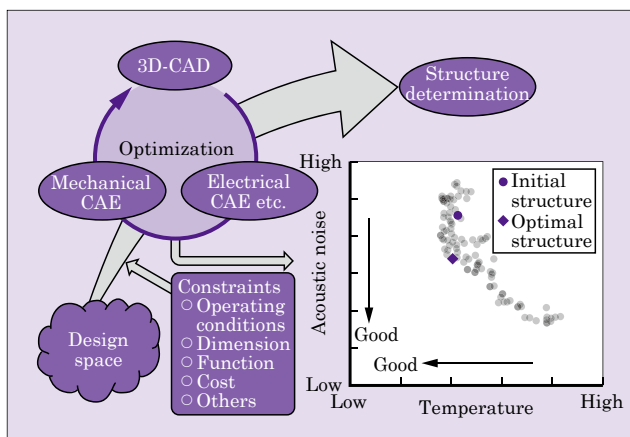 3D-CAD
Structure
determination
Optimization
Mechanical
CAE
Electrical
CAE etc.
Design
space
Constraints
○ Operating
conditions
○ Dimension
○ Function
○ Cost
○ Others
High
Acoustic noise
Low
Good
Good
Initial
structure
Optimal
structure
Low
Temperature
High